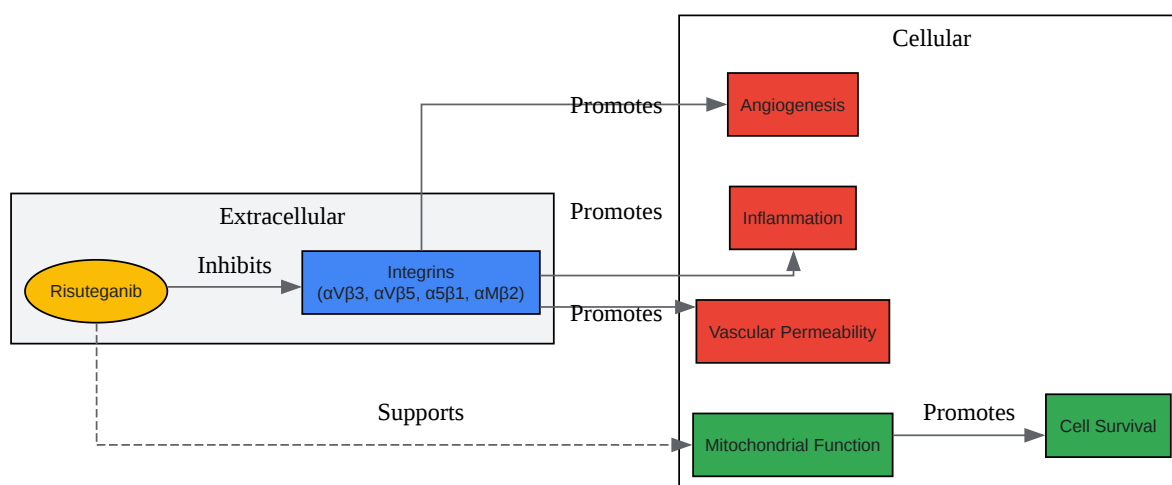 Cellular
Promotes
Angiogenesis
Extracellular
Promotes
Inflammation
Inhibits
Risuteganib
Integrins
(αVβ3, αVβ5, α5β1, αMβ2)
Promotes
Vascular Permeability
Supports
Mitochondrial Function
Promotes
Cell Survival